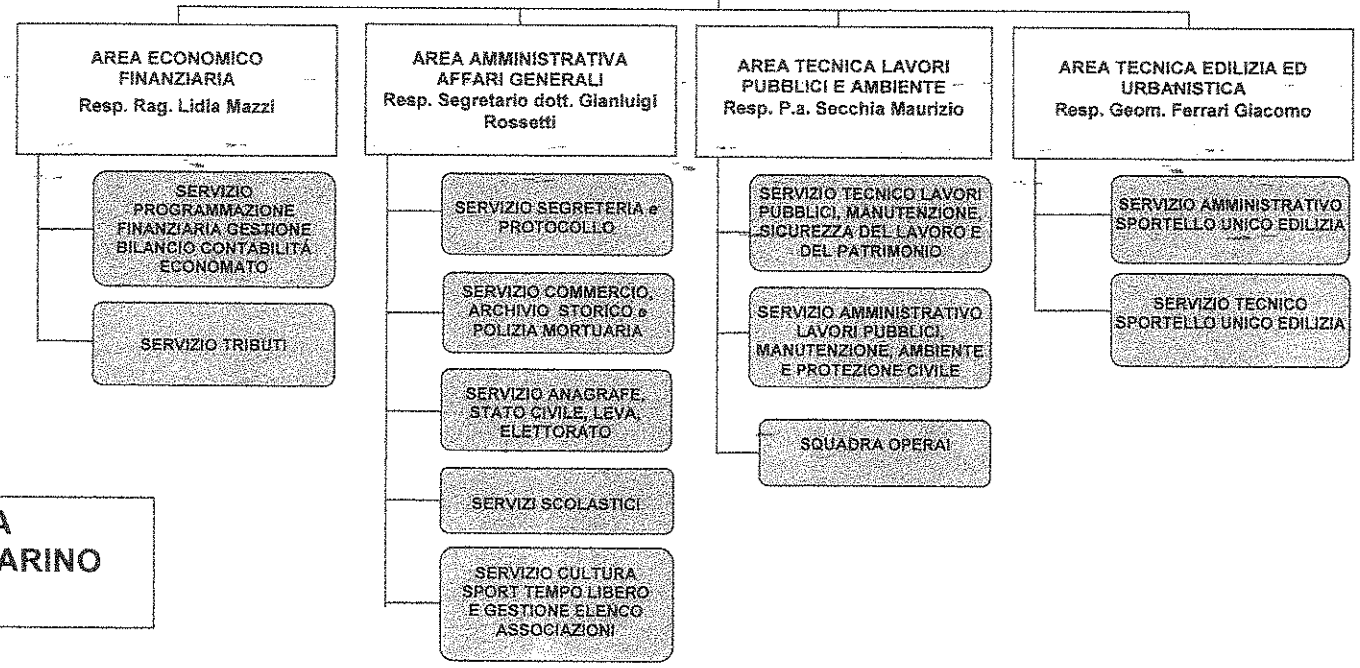 AREA ECONOMICO
FINANZIARIA
Resp. Rag. Lidia Mazzi
SERVIZIO
PROGRAMMAZIONE
FINANZIARIA GESTIONE
BILANCIO CONTABILITÀ
ECONOMATO
SERVIZIO TRIBUTI
AREA AMMINISTRATIVA
AFFARI GENERALI
Resp. Segretario dott. Gianluigi
Rossetti
SERVIZIO SEGRETERIA e
PROTOCOLLO
SERVIZIO COMMERCIO,
ARCHIVIO STORICO e
POLIZIA MORTUARIA
SERVIZIO ANAGRAFE,
STATO CIVILE, LEVA,
ELETTORATO
SERVIZI SCOLASTICI
SERVIZIO CULTURA
SPORT TEMPO LIBERO
E GESTIONE ELENCO
ASSOCIAZIONI
AREA TECNICA LAVORI
PUBBLICI E AMBIENTE
Resp. P.a. Secchia Maurizio
SERVIZIO TECNICO LAVORI
PUBBLICI, MANUTENZIONE,
SICUREZZA DEL LAVORO E
DEL PATRIMONIO
SERVIZIO AMMINISTRATIVO
LAVORI PUBBLICI,
MANUTENZIONE, AMBIENTE
E PROTEZIONE CIVILE
SQUADRA OPERAI
AREA TECNICA EDILIZIA ED
URBANISTICA
Resp. Geom. Ferrari Giacomo
SERVIZIO AMMINISTRATIVO
SPORTELLO UNICO EDILIZIA
SERVIZIO TECNICO
SPORTELLO UNICO EDILIZIA
A
ARINO